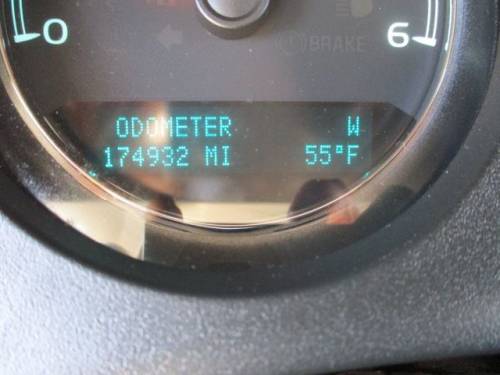 0 BRAKE 6
ODOMETER W
174932 MI 55°F